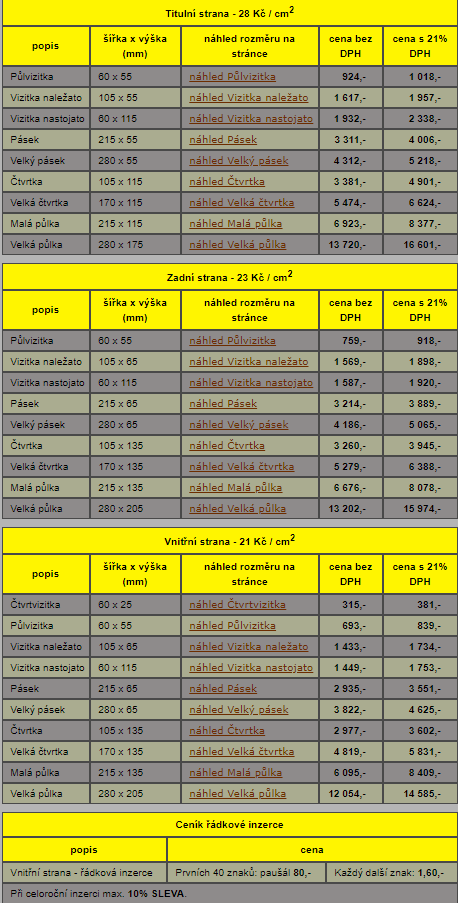 Titulní strana - 28 Kč / cm2
popis šířka x výška (mm) náhled rozměru na stránce cena bez DPH cena s 21% DPH
Půlvizitka 60 x 55 náhled Půlvizitka 924,- 1 018,-
Vizitka naležato 105 x 55 náhled Vizitka naležato 1 617,- 1 957,-
Vizitka nastojato 60 x 115 náhled Vizitka nastojato 1 932,- 2 338,-
Pásek 215 x 55 náhled Pásek 3 311,- 4 006,-
Velký pásek 280 x 55 náhled Velký pásek 4 312,- 5 218,-
Čtvrtka 105 x 115 náhled Čtvrtka 3 381,- 4 901,-
Velká čtvrtka 170 x 115 náhled Velká čtvrtka 5 474,- 6 624,-
Malá půlka 215 x 115 náhled Malá půlka 6 923,- 8 377,-
Velká půlka 280 x 175 náhled Velká půlka 13 720,- 16 601,-
Zadní strana - 23 Kč / cm2
popis šířka x výška (mm) náhled rozměru na stránce cena bez DPH cena s 21% DPH
Půlvizitka 60 x 55 náhled Půlvizitka 759,- 918,-
Vizitka naležato 105 x 65 náhled Vizitka naležato 1 569,- 1 898,-
Vizitka nastojato 60 x 115 náhled Vizitka nastojato 1 587,- 1 920,-
Pásek 215 x 65 náhled Pásek 3 214,- 3 889,-
Velký pásek 280 x 65 náhled Velký pásek 4 186,- 5 065,-
Čtvrtka 105 x 135 náhled Čtvrtka 3 260,- 3 945,-
Velká čtvrtka 170 x 135 náhled Velká čtvrtka 5 279,- 6 388,-
Malá půlka 215 x 135 náhled Malá půlka 6 676,- 8 078,-
Velká půlka 280 x 205 náhled Velká půlka 13 202,- 15 974,-
Vnitřní strana - 21 Kč / cm2
popis šířka x výška (mm) náhled rozměru na stránce cena bez DPH cena s 21% DPH
Čtvrtvizitka 60 x 25 náhled Čtvrtvizitka 315,- 381,-
Půlvizitka 60 x 55 náhled Půlvizitka 693,- 839,-
Vizitka naležato 105 x 65 náhled Vizitka naležato 1 433,- 1 734,-
Vizitka nastojato 60 x 115 náhled Vizitka nastojato 1 449,- 1 753,-
Pásek 215 x 65 náhled Pásek 2 935,- 3 551,-
Velký pásek 280 x 65 náhled Velký pásek 3 822,- 4 625,-
Čtvrtka 105 x 135 náhled Čtvrtka 2 977,- 3 602,-
Velká čtvrtka 170 x 135 náhled Velká čtvrtka 4 819,- 5 831,-
Malá půlka 215 x 135 náhled Malá půlka 6 095,- 8 409,-
Velká půlka 280 x 205 náhled Velká půlka 12 054,- 14 585,-
Ceník řádkové inzerce
popis cena
Vnitřní strana - řádková inzerce Prvních 40 znaků: paušál 80,- Každý další znak: 1,60,-
Při celoroční inzerci max. 10% SLEVA.